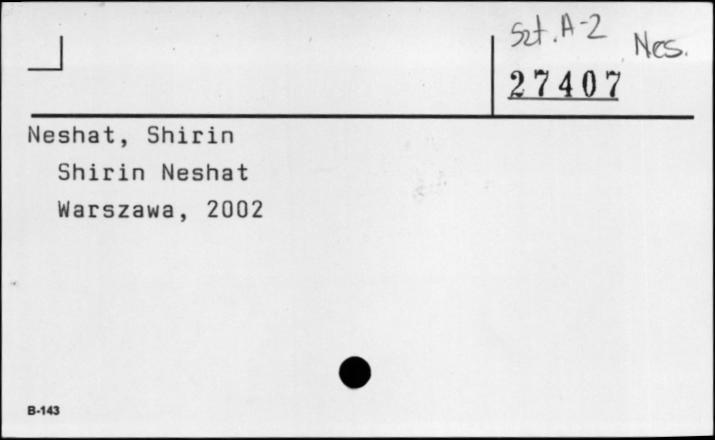 Szt. A-2 Nes.
27407
Neshat, Shirin
Shirin Neshat
Warszawa, 2002
B-143